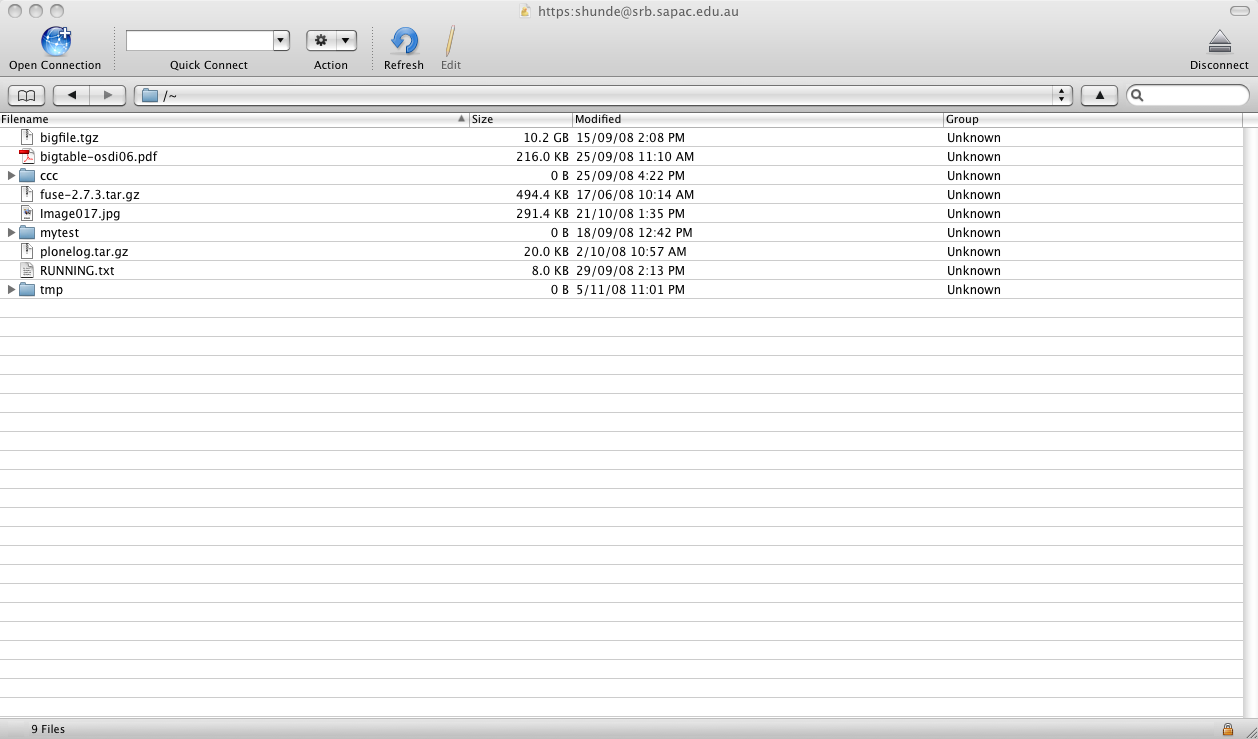 https:shunde@srb.sapac.edu.au
Open Connection Quick Connect Action Refresh Edit Disconnect
/~
Filename Size Modified Group
bigfile.tgz 10.2 GB 15/09/08 2:08 PM Unknown
bigtable-osdi06.pdf 216.0 KB 25/09/08 11:10 AM Unknown
ccc 0 B 25/09/08 4:22 PM Unknown
fuse-2.7.3.tar.gz 494.4 KB 17/06/08 10:14 AM Unknown
Image017.jpg 291.4 KB 21/10/08 1:35 PM Unknown
mytest 0 B 18/09/08 12:42 PM Unknown
plonelog.tar.gz 20.0 KB 2/10/08 10:57 AM Unknown
RUNNING.txt 8.0 KB 29/09/08 2:13 PM Unknown
tmp 0 B 5/11/08 11:01 PM Unknown
9 Files